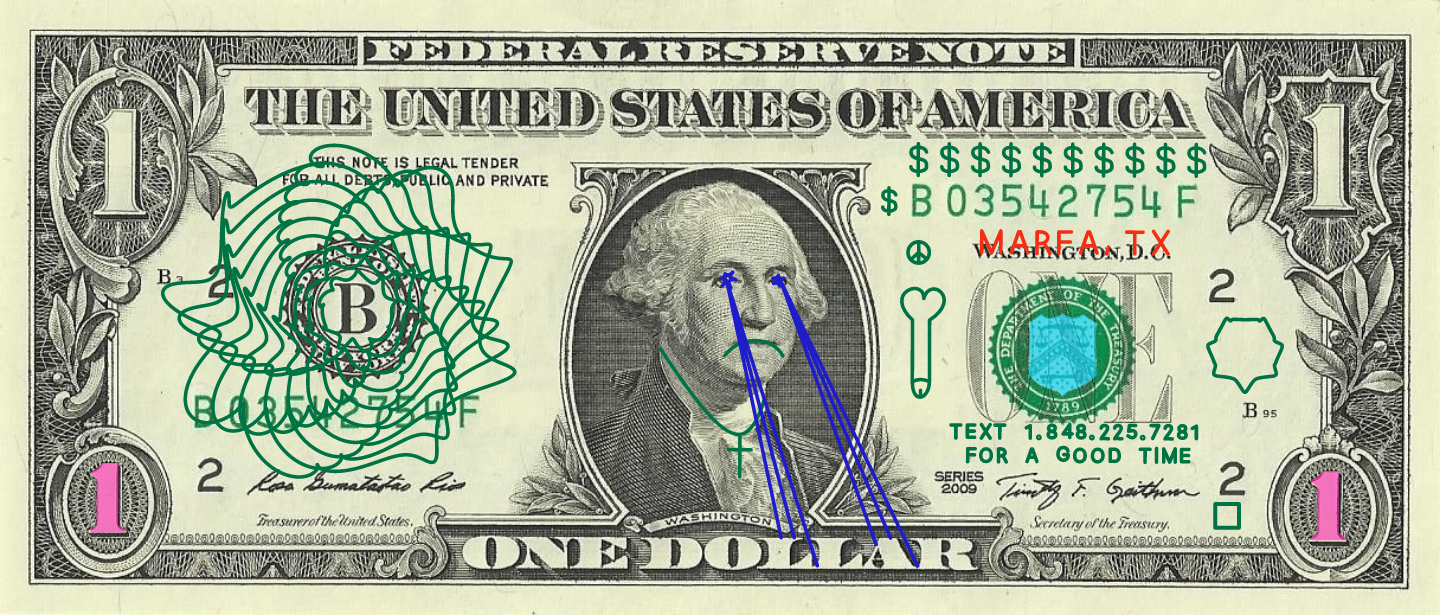 FEDERAL RESERVE NOTE
1
1
THE UNITED STATES OF AMERICA
THIS NOTE IS LEGAL TENDER
FOR ALL DEBTS, PUBLIC AND PRIVATE
$$$$$$$$$$
$ B 03542754 F
MARFA, TX
WASHINGTON, D.C.
B
2
B
ONE
THE DEPARTMENT OF THE TREASURY
1789
2
B 95
B 03542754 F
TEXT 1.848.225.7281
FOR A GOOD TIME
2
Rosa Gumataotao Rios
Treasurer of the United States.
SERIES
2009
Timothy F. Geithner
Secretary of the Treasury.
2
1
WASHINGTON
1
ONE DOLLAR